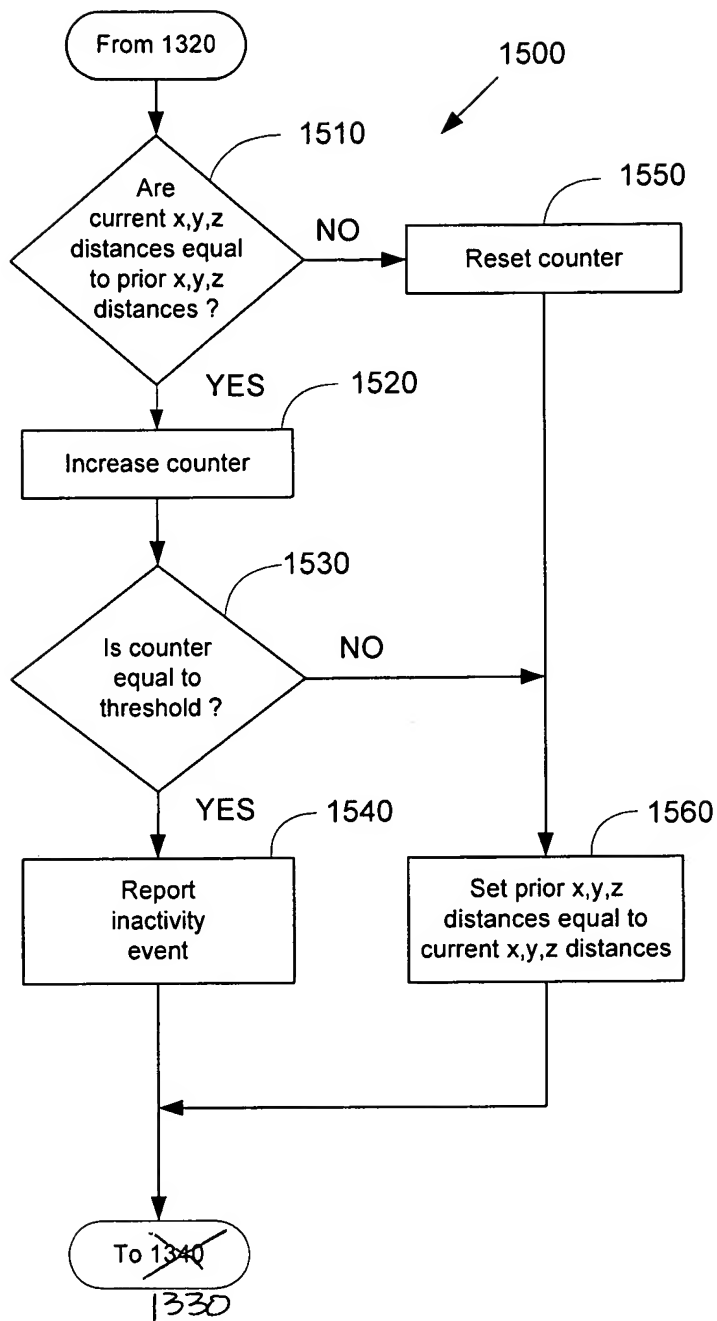 From 1320
1500
1510
Are
current x,y,z
distances equal
to prior x,y,z
distances ?
NO
1550
Reset counter
YES
1520
Increase counter
1530
Is counter
equal to
threshold ?
NO
YES
1540
Report
inactivity
event
1560
Set prior x,y,z
distances equal to
current x,y,z distances
To 1340
1330